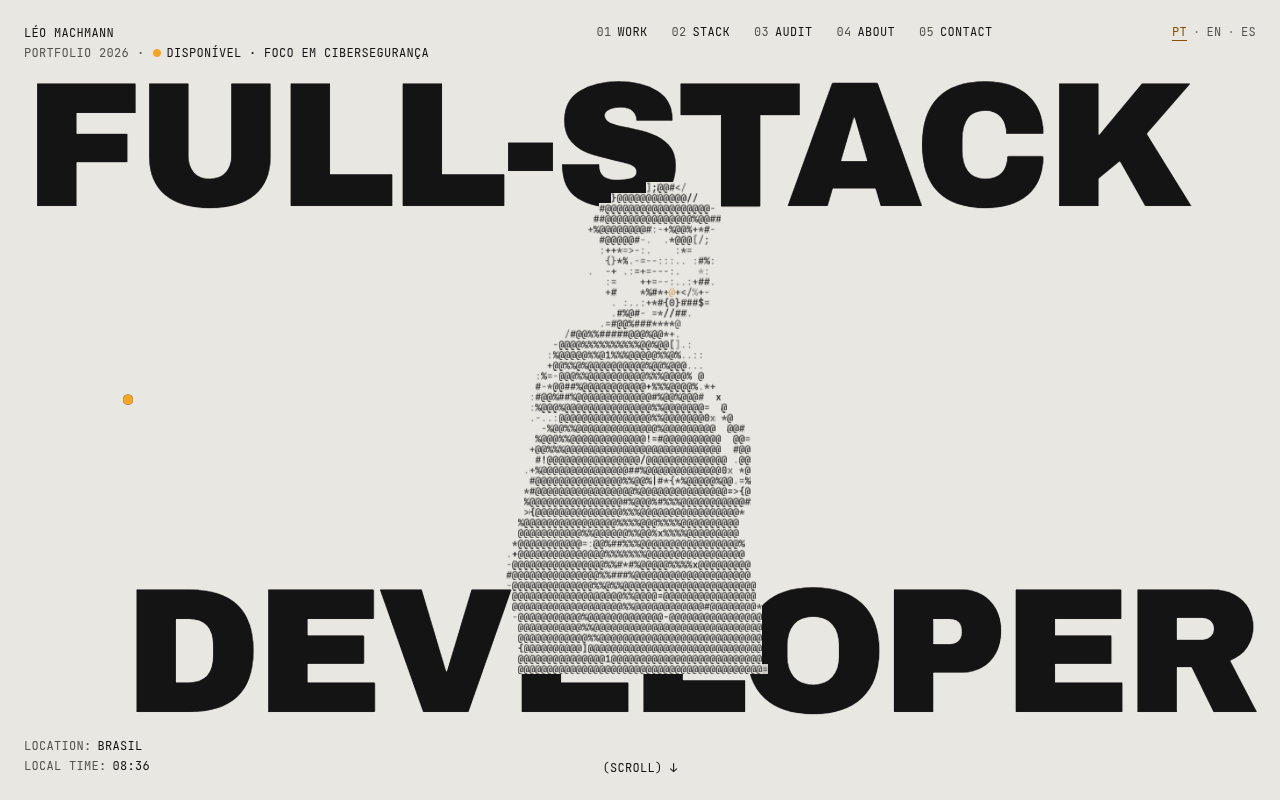 LÉO MACHMANN
PORTFOLIO 2026 · DISPONÍVEL · FOCO EM CIBERSEGURANÇA
01 WORK 02 STACK 03 AUDIT 04 ABOUT 05 CONTACT
PT · EN · ES
FULL-STACK
DEVELOPER
LOCATION: BRASIL
LOCAL TIME: 08:36
(SCROLL) ↓